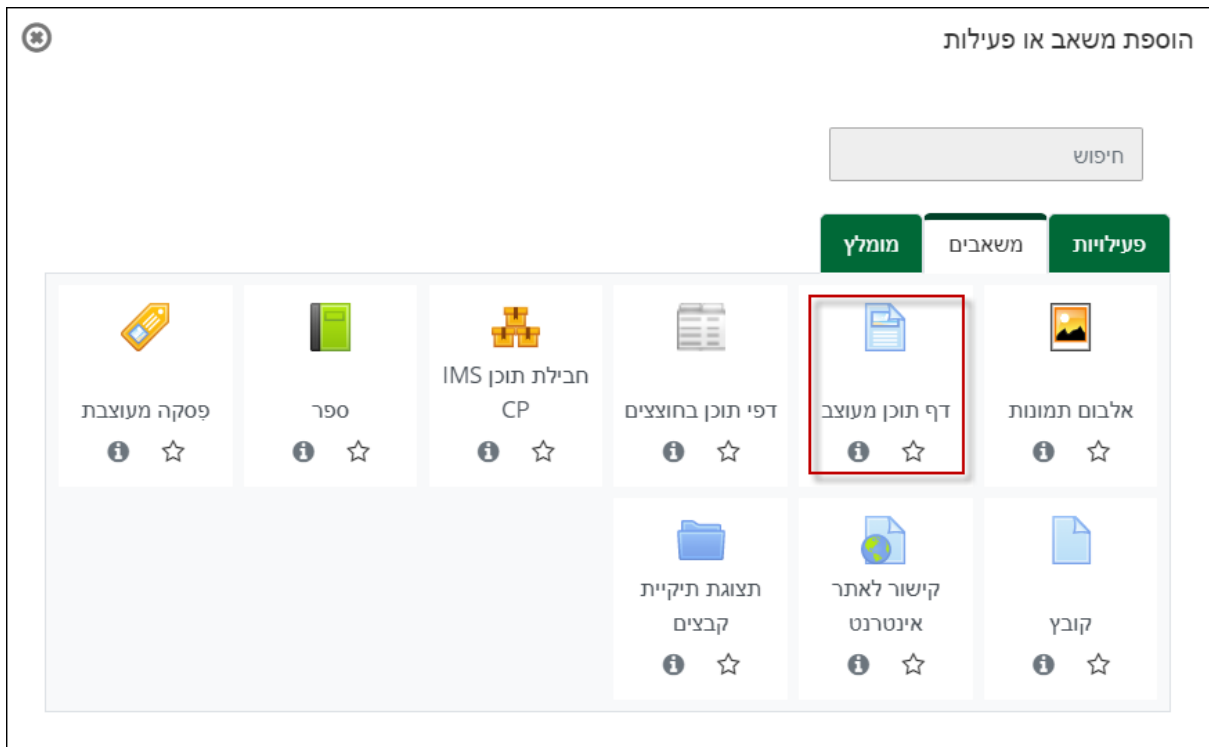 הוספת משאב או פעילות
חיפוש
פעילויות
משאבים
מומלץ
אלבום תמונות
דף תוכן מעוצב
דפי תוכן בחוצצים
חבילת תוכן IMS
CP
ספר
פִסקה מעוצבת
קובץ
קישור לאתר
אינטרנט
תצוגת תיקיית
קבצים